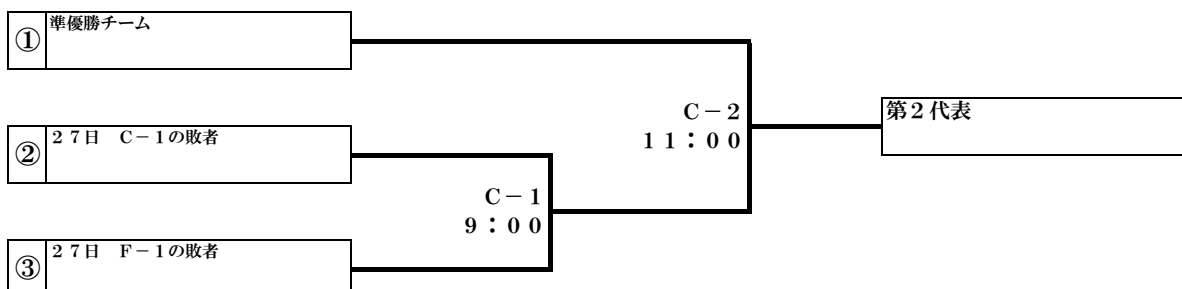 ① 準優勝チーム
C－２
１１：００
第２代表
② ２７日　C－１の敗者
C－１
９：００
③ ２７日　F－１の敗者